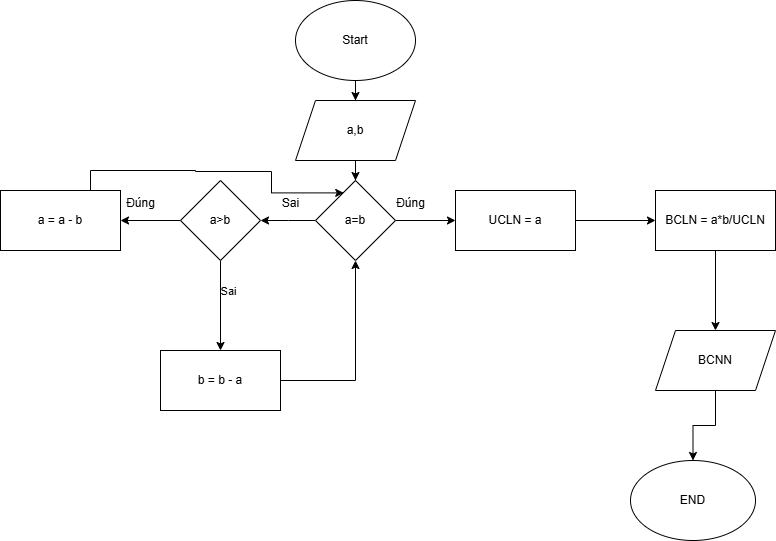 Start
a,b
a=b
Sai
Đúng
a>b
Đúng
a = a - b
Sai
b = b - a
UCLN = a
BCLN = a*b/UCLN
BCNN
END